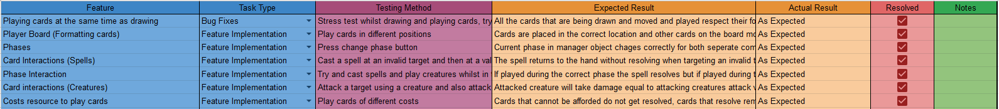 Feature Task Type Testing Method Expected Result Actual Result Resolved Notes
Playing cards at the same time as drawing Bug Fixes Stress test whilst drawing and playing cards, try All the cards that are being drawn and moved and played respect their fo As Expected
Player Board (Formatting cards) Feature Implementation Play cards in different positions Cards are placed in the correct location and other cards on the board mo As Expected
Phases Feature Implementation Press change phase button Current phase in manager object chages correctly for both seperate com As Expected
Card Interactions (Spells) Feature Implementation Cast a spell at an invalid target and then at a val The spell returns to the hand without resolving when targeting an invalid t As Expected
Phase Interaction Feature Implementation Try and cast spells and play creatures whilst in If played during the correct phase the spell resolves but if played during t As Expected
Card interactions (Creatures) Feature Implementation Attack a target using a creature and also attack Attacked creature will take damage equal to attacking creatures attack v As Expected
Costs resource to play cards Feature Implementation Play cards of different costs Cards that cannot be afforded do not get resolved, cards that resolve rem As Expected